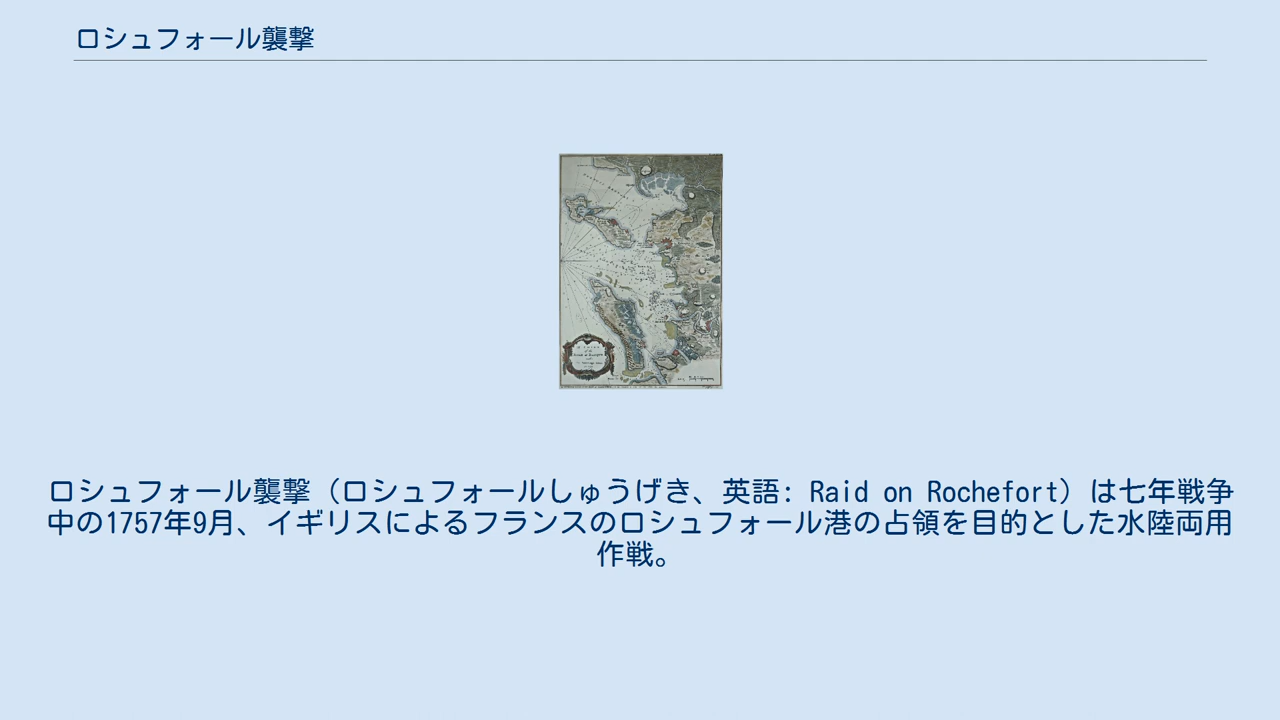 ロシュフォール襲撃
ロシュフォール襲撃（ロシュフォールしゅうげき、英語: Raid on Rochefort）は七年戦争
中の1757年9月、イギリスによるフランスのロシュフォール港の占領を目的とした水陸両用
作戦。